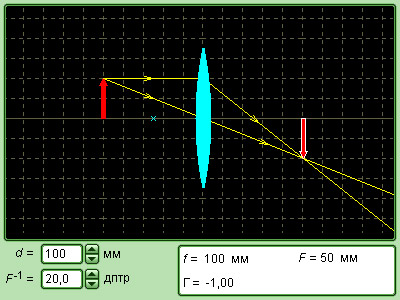 d = 100 мм
F-1 = 20,0 дптр
f = 100 мм F = 50 мм
Г = -1,00